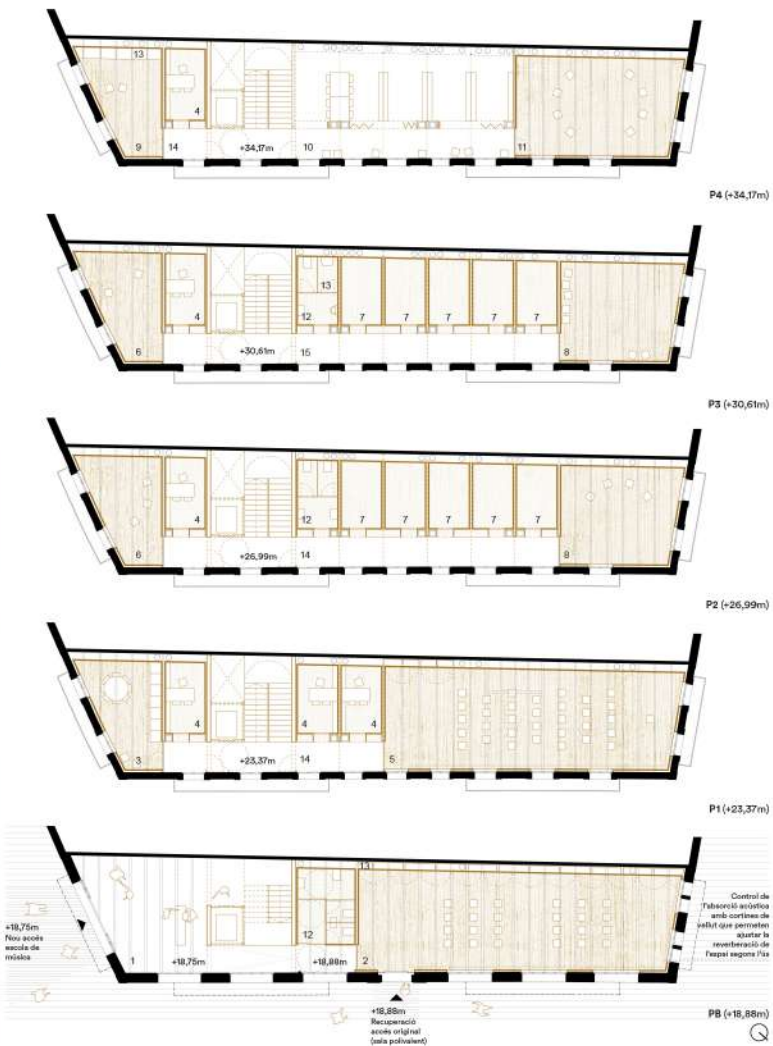 13
4
9
14
+34,17m
10
11
P4 (+34,17m)
4
13
12
7
7
7
7
7
6
+30,61m
15
8
P3 (+30,61m)
4
12
7
7
7
7
7
6
+26,99m
14
8
P2 (+26,99m)
4
4
4
3
+23,37m
14
5
P1 (+23,37m)
13
Control de
l'absorció acústica
amb cortines de
vellut que permeten
ajustar la
reverberació de
l'espai segons l'ús
+18,75m
Nou accés
escola de
música
12
1
+18,75m
+18,88m
2
+18,88m
Recuperació
accés original
(sala polivalent)
PB (+18,88m)